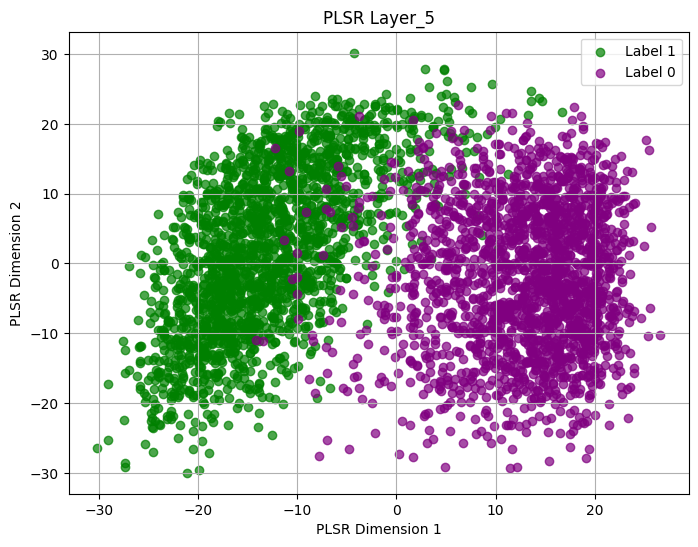 PLSR Layer_5
Label 1
Label 0
PLSR Dimension 2
30
20
10
0
−10
−20
−30
−30
−20
−10
0
10
20
PLSR Dimension 1